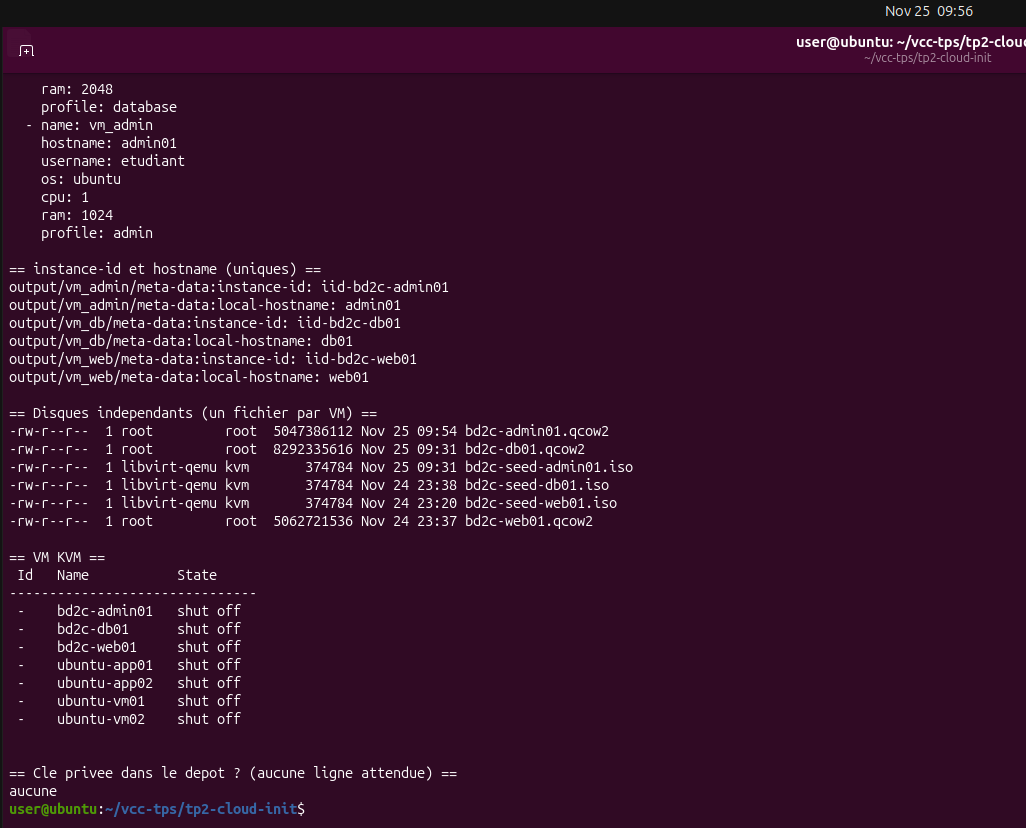 Nov 25 09:56
user@ubuntu: ~/vcc-tps/tp2-clou
~/vcc-tps/tp2-cloud-init
    ram: 2048
    profile: database
  - name: vm_admin
    hostname: admin01
    username: etudiant
    os: ubuntu
    cpu: 1
    ram: 1024
    profile: admin
== instance-id et hostname (uniques) ==
output/vm_admin/meta-data:instance-id: iid-bd2c-admin01
output/vm_admin/meta-data:local-hostname: admin01
output/vm_db/meta-data:instance-id: iid-bd2c-db01
output/vm_db/meta-data:local-hostname: db01
output/vm_web/meta-data:instance-id: iid-bd2c-web01
output/vm_web/meta-data:local-hostname: web01
== Disques independants (un fichier par VM) ==
-rw-r--r--  1 root         root  5047386112 Nov 25 09:54 bd2c-admin01.qcow2
-rw-r--r--  1 root         root  8292335616 Nov 25 09:31 bd2c-db01.qcow2
-rw-r--r--  1 libvirt-qemu kvm       374784 Nov 25 09:31 bd2c-seed-admin01.iso
-rw-r--r--  1 libvirt-qemu kvm       374784 Nov 24 23:38 bd2c-seed-db01.iso
-rw-r--r--  1 libvirt-qemu kvm       374784 Nov 24 23:20 bd2c-seed-web01.iso
-rw-r--r--  1 root         root  5062721536 Nov 24 23:37 bd2c-web01.qcow2
== VM KVM ==
 Id   Name           State
-------------------------------
 -    bd2c-admin01   shut off
 -    bd2c-db01      shut off
 -    bd2c-web01     shut off
 -    ubuntu-app01   shut off
 -    ubuntu-app02   shut off
 -    ubuntu-vm01    shut off
 -    ubuntu-vm02    shut off
== Cle privee dans le depot ? (aucune ligne attendue) ==
aucune
user@ubuntu:~/vcc-tps/tp2-cloud-init$